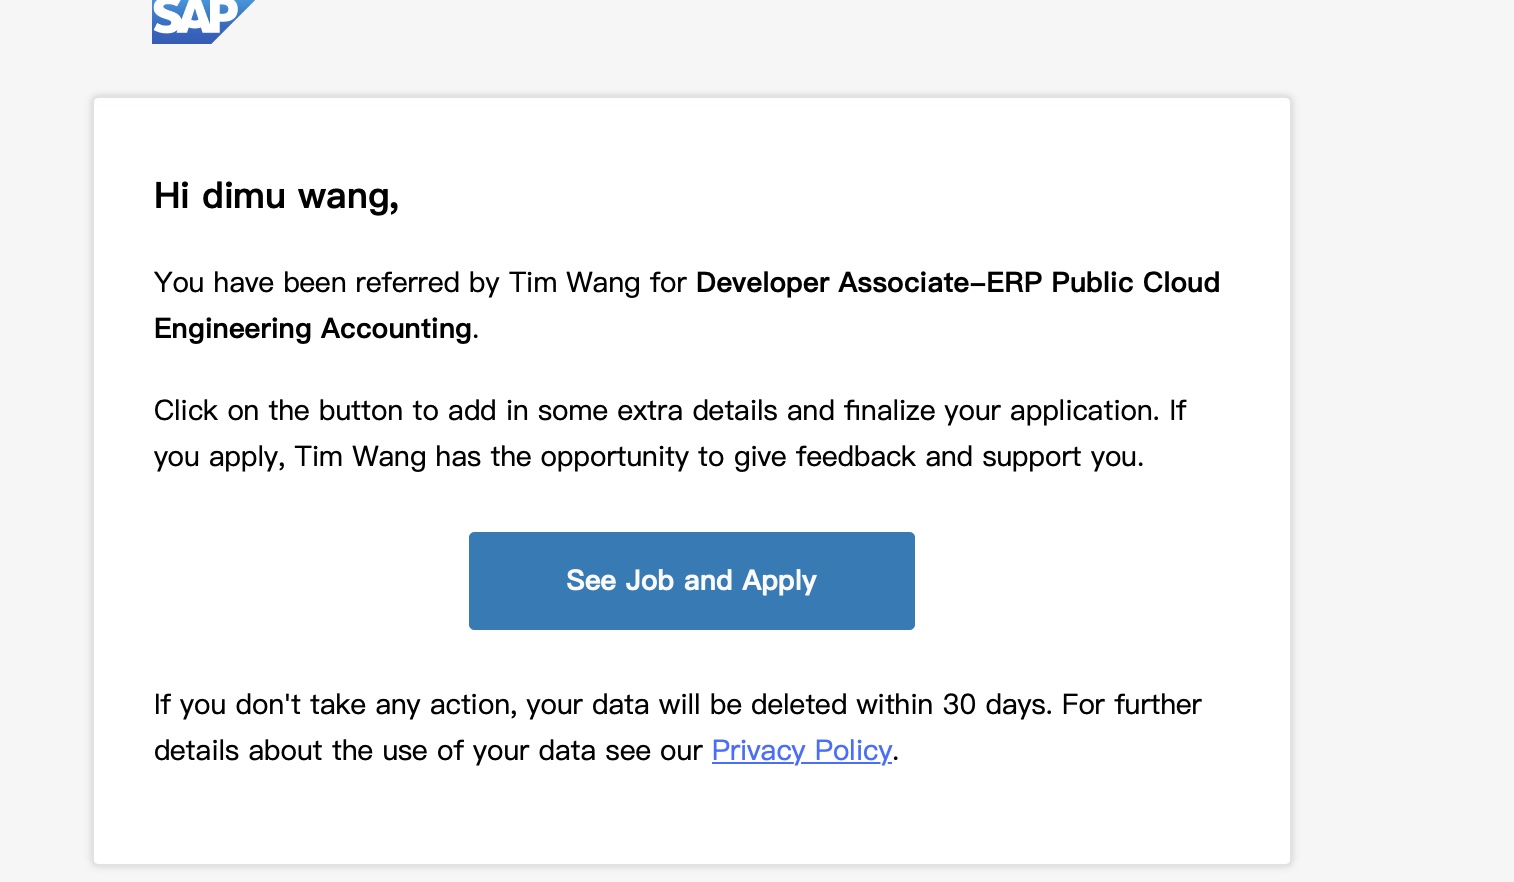 SAP
Hi dimu wang,
You have been referred by Tim Wang for Developer Associate–ERP Public Cloud
Engineering Accounting.
Click on the button to add in some extra details and finalize your application. If
you apply, Tim Wang has the opportunity to give feedback and support you.
See Job and Apply
If you don't take any action, your data will be deleted within 30 days. For further
details about the use of your data see our Privacy Policy.